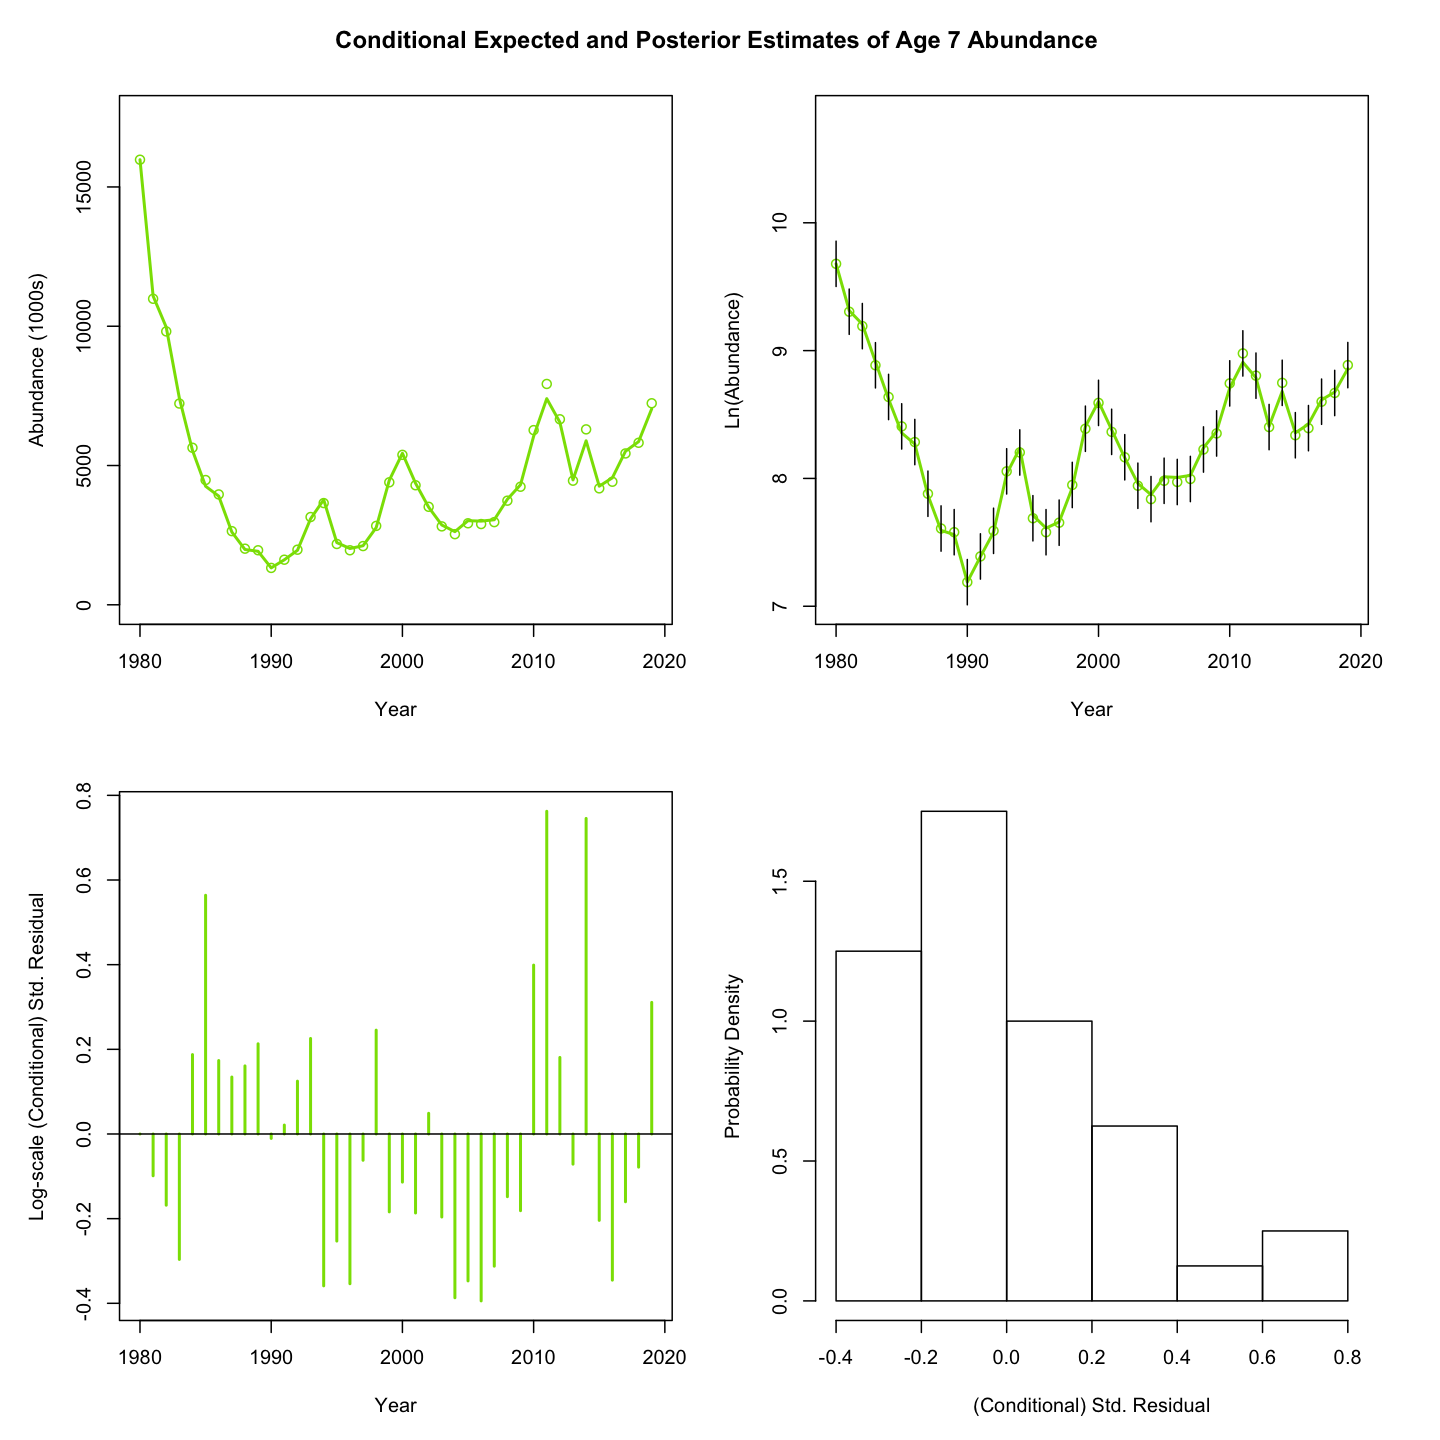 Conditional Expected and Posterior Estimates of Age 7 Abundance
Abundance (1000s)
15000
10000
5000
0
1980 1990 2000 2010 2020
Year
Ln(Abundance)
10
9
8
7
1980 1990 2000 2010 2020
Year
Log-scale (Conditional) Std. Residual
0.8
0.6
0.4
0.2
0.0
-0.2
-0.4
1980 1990 2000 2010 2020
Year
Probability Density
1.5
1.0
0.5
0.0
-0.4 -0.2 0.0 0.2 0.4 0.6 0.8
(Conditional) Std. Residual